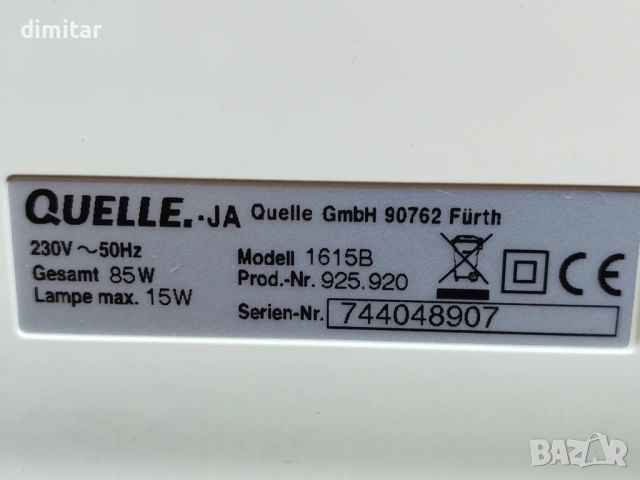 dimitar
QUELLE.-JA Quelle GmbH 90762 Fürth
230V ~50Hz
Gesamt 85W
Lampe max. 15W
Modell 1615B
Prod.-Nr. 925.920
Serien-Nr. 744048907
CE
BAZAR